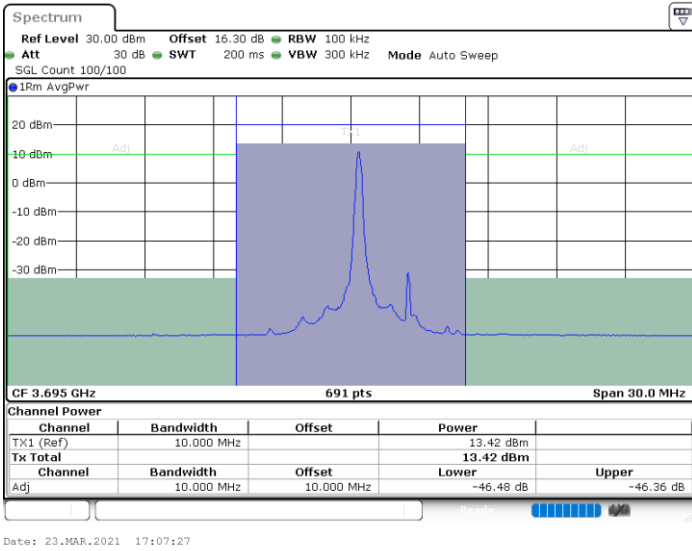 Spectrum
Ref Level 30.00 dBm Offset 16.30 dB RBW 100 kHz
Att 30 dB SWT 200 ms VBW 300 kHz Mode Auto Sweep
SGL Count 100/100
1Rm AvgPwr
20 dBm
TX1
Adj
Adj
10 dBm
0 dBm
-10 dBm
-20 dBm
-30 dBm
CF 3.695 GHz 691 pts Span 30.0 MHz
Channel Power
Channel Bandwidth Offset Power
TX1 (Ref) 10.000 MHz 13.42 dBm
Tx Total 13.42 dBm
Channel Bandwidth Offset Lower Upper
Adj 10.000 MHz 10.000 MHz -46.48 dB -46.36 dB
Ready
Date: 23.MAR.2021 17:07:27